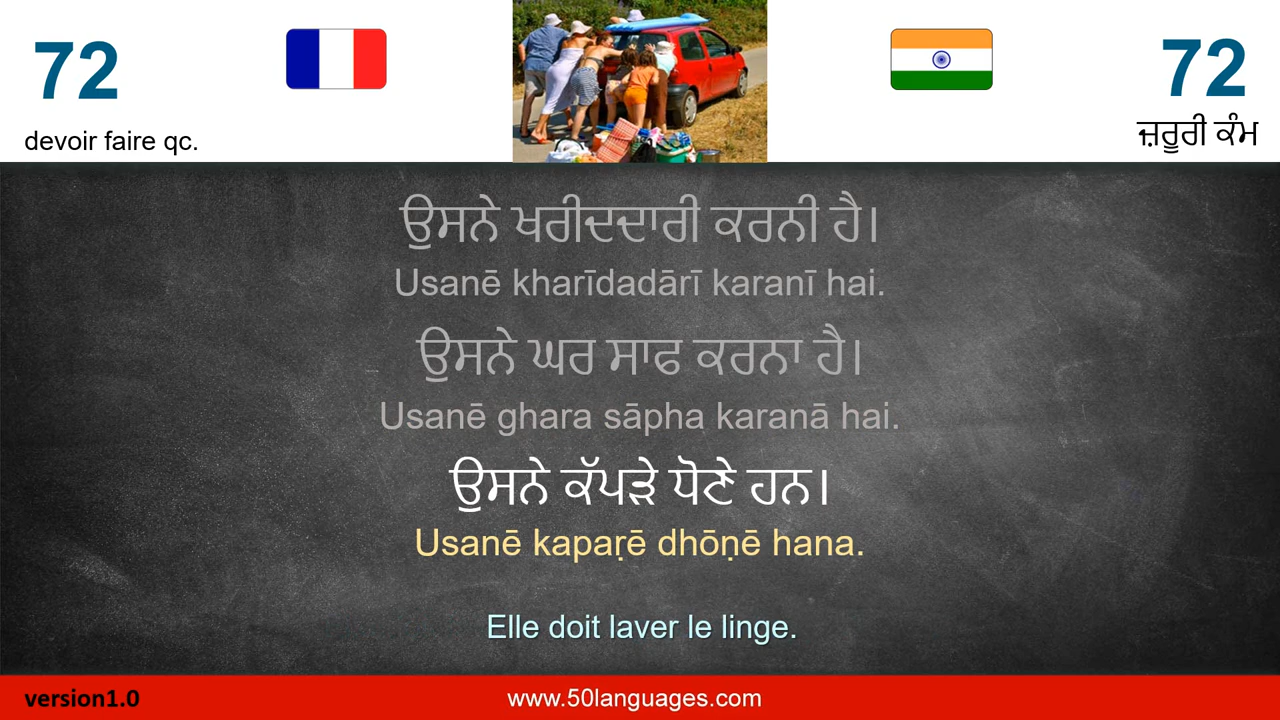 72
devoir faire qc.
72
ਜ਼ਰੂਰੀ ਕੰਮ
ਉਸਨੇ ਖਰੀਦਦਾਰੀ ਕਰਨੀ ਹੈ।
Usanē kharīdadārī karanī hai.
ਉਸਨੇ ਘਰ ਸਾਫ ਕਰਨਾ ਹੈ।
Usanē ghara sāpha karanā hai.
ਉਸਨੇ ਕੱਪੜੇ ਧੋਣੇ ਹਨ।
Usanē kapaṛē dhōṇē hana.
Elle doit laver le linge.
version1.0
www.50languages.com